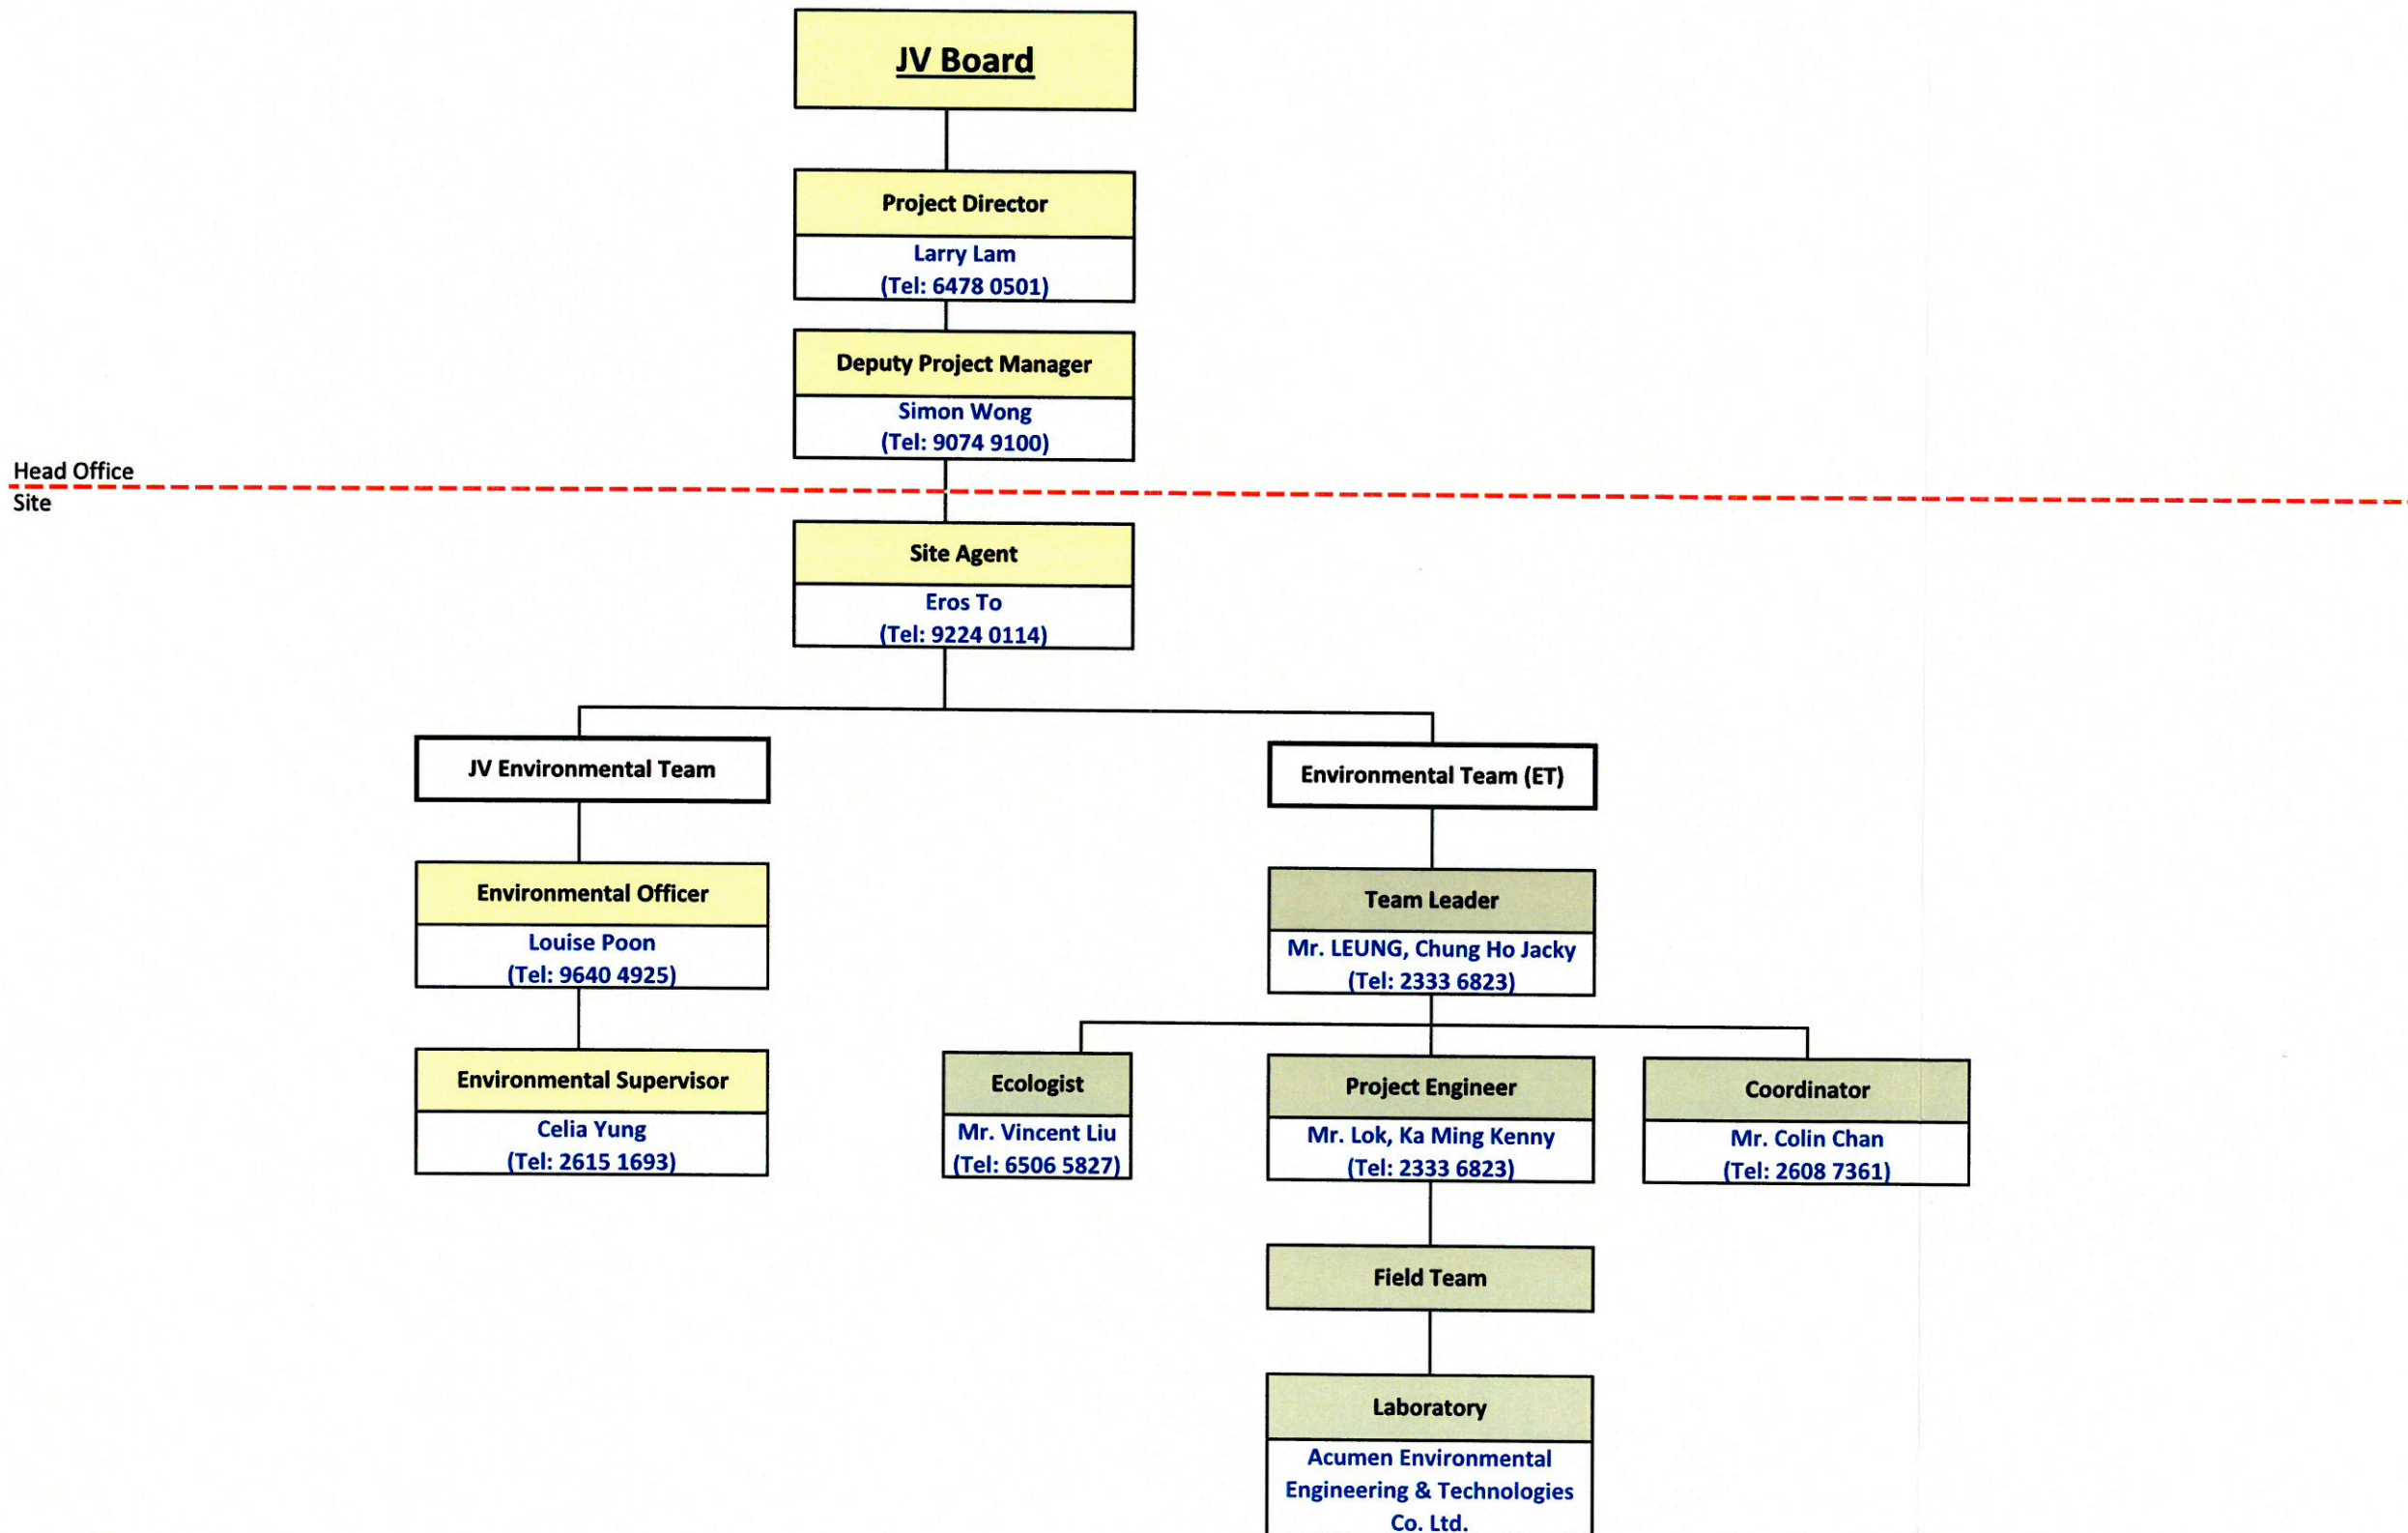 JV Board
Project Director
Larry Lam
(Tel: 6478 0501)
Deputy Project Manager
Simon Wong
(Tel: 9074 9100)
Head Office
Site
Site Agent
Eros To
(Tel: 9224 0114)
JV Environmental Team
Environmental Team (ET)
Environmental Officer
Louise Poon
(Tel: 9640 4925)
Team Leader
Mr. LEUNG, Chung Ho Jacky
(Tel: 2333 6823)
Environmental Supervisor
Celia Yung
(Tel: 2615 1693)
Ecologist
Mr. Vincent Liu
(Tel: 6506 5827)
Project Engineer
Mr. Lok, Ka Ming Kenny
(Tel: 2333 6823)
Coordinator
Mr. Colin Chan
(Tel: 2608 7361)
Field Team
Laboratory
Acumen Environmental
Engineering & Technologies
Co. Ltd.